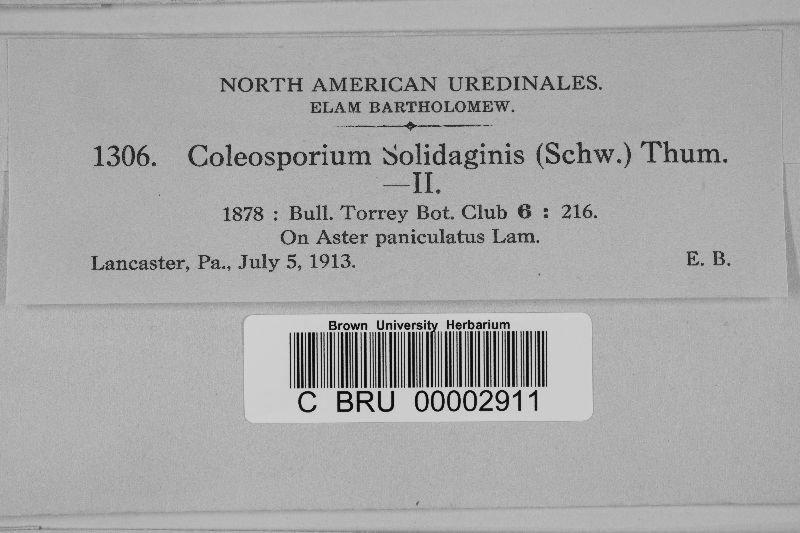 NORTH AMERICAN UREDINALES.
ELAM BARTHOLOMEW.
1306. Coleosporium Solidaginis (Schw.) Thum.
—II.
1878 : Bull. Torrey Bot. Club 6 : 216.
On Aster paniculatus Lam.
Lancaster, Pa., July 5, 1913. E. B.
Brown University Herbarium
C BRU 00002911